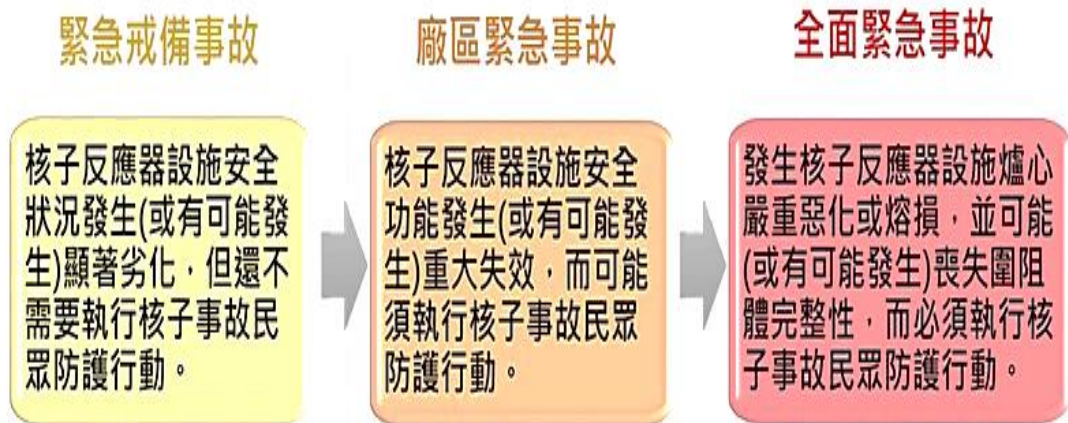 緊急戒備事故
廠區緊急事故
全面緊急事故
核子反應器設施安全
狀況發生(或有可能發
生)顯著劣化，但還不
需要執行核子事故民
眾防護行動。
核子反應器設施安全
功能發生(或有可能發
生)重大失效，而可能
須執行核子事故民眾
防護行動。
發生核子反應器設施爐心
嚴重惡化或熔損，並可能
(或有可能發生)喪失圍阻
體完整性，而必須執行核
子事故民眾防護行動。